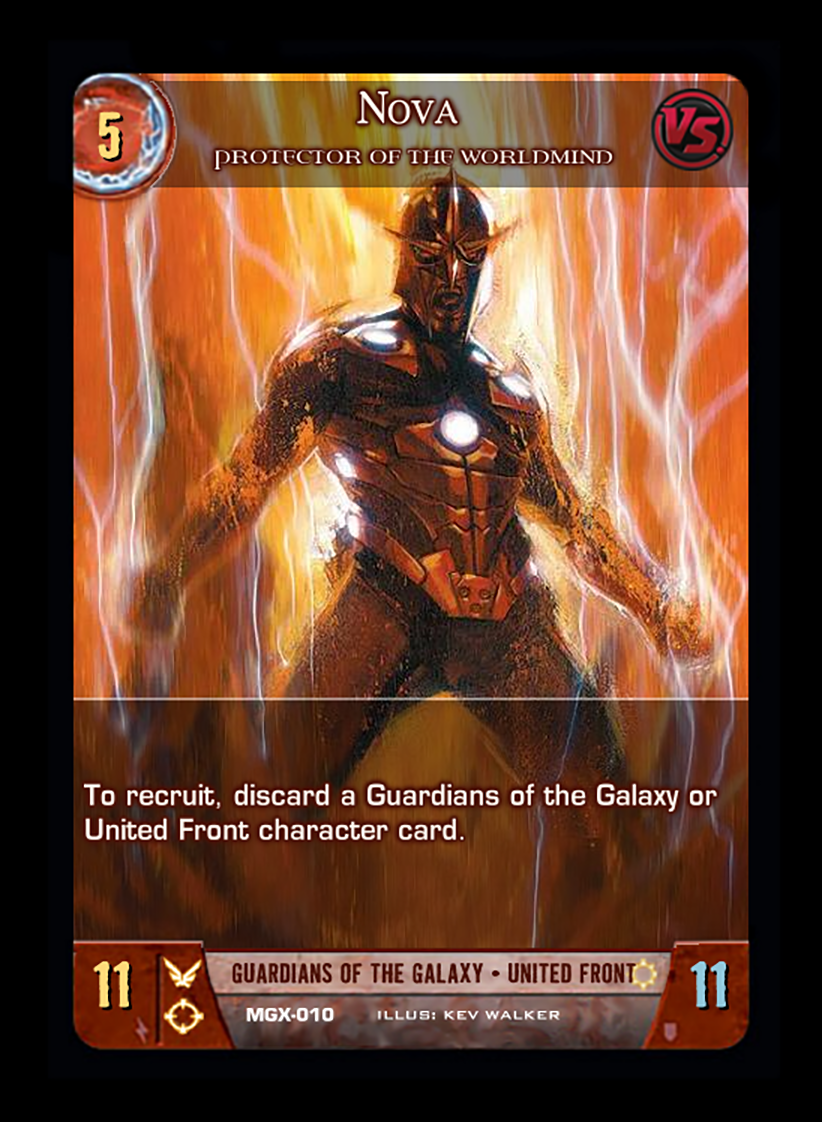 5
Nova
VS.
PROTECTOR OF THE WORLDMIND
To recruit, discard a Guardians of the Galaxy or
United Front character card.
11
GUARDIANS OF THE GALAXY • UNITED FRONT
11
MGX-010 ILLUS: KEV WALKER